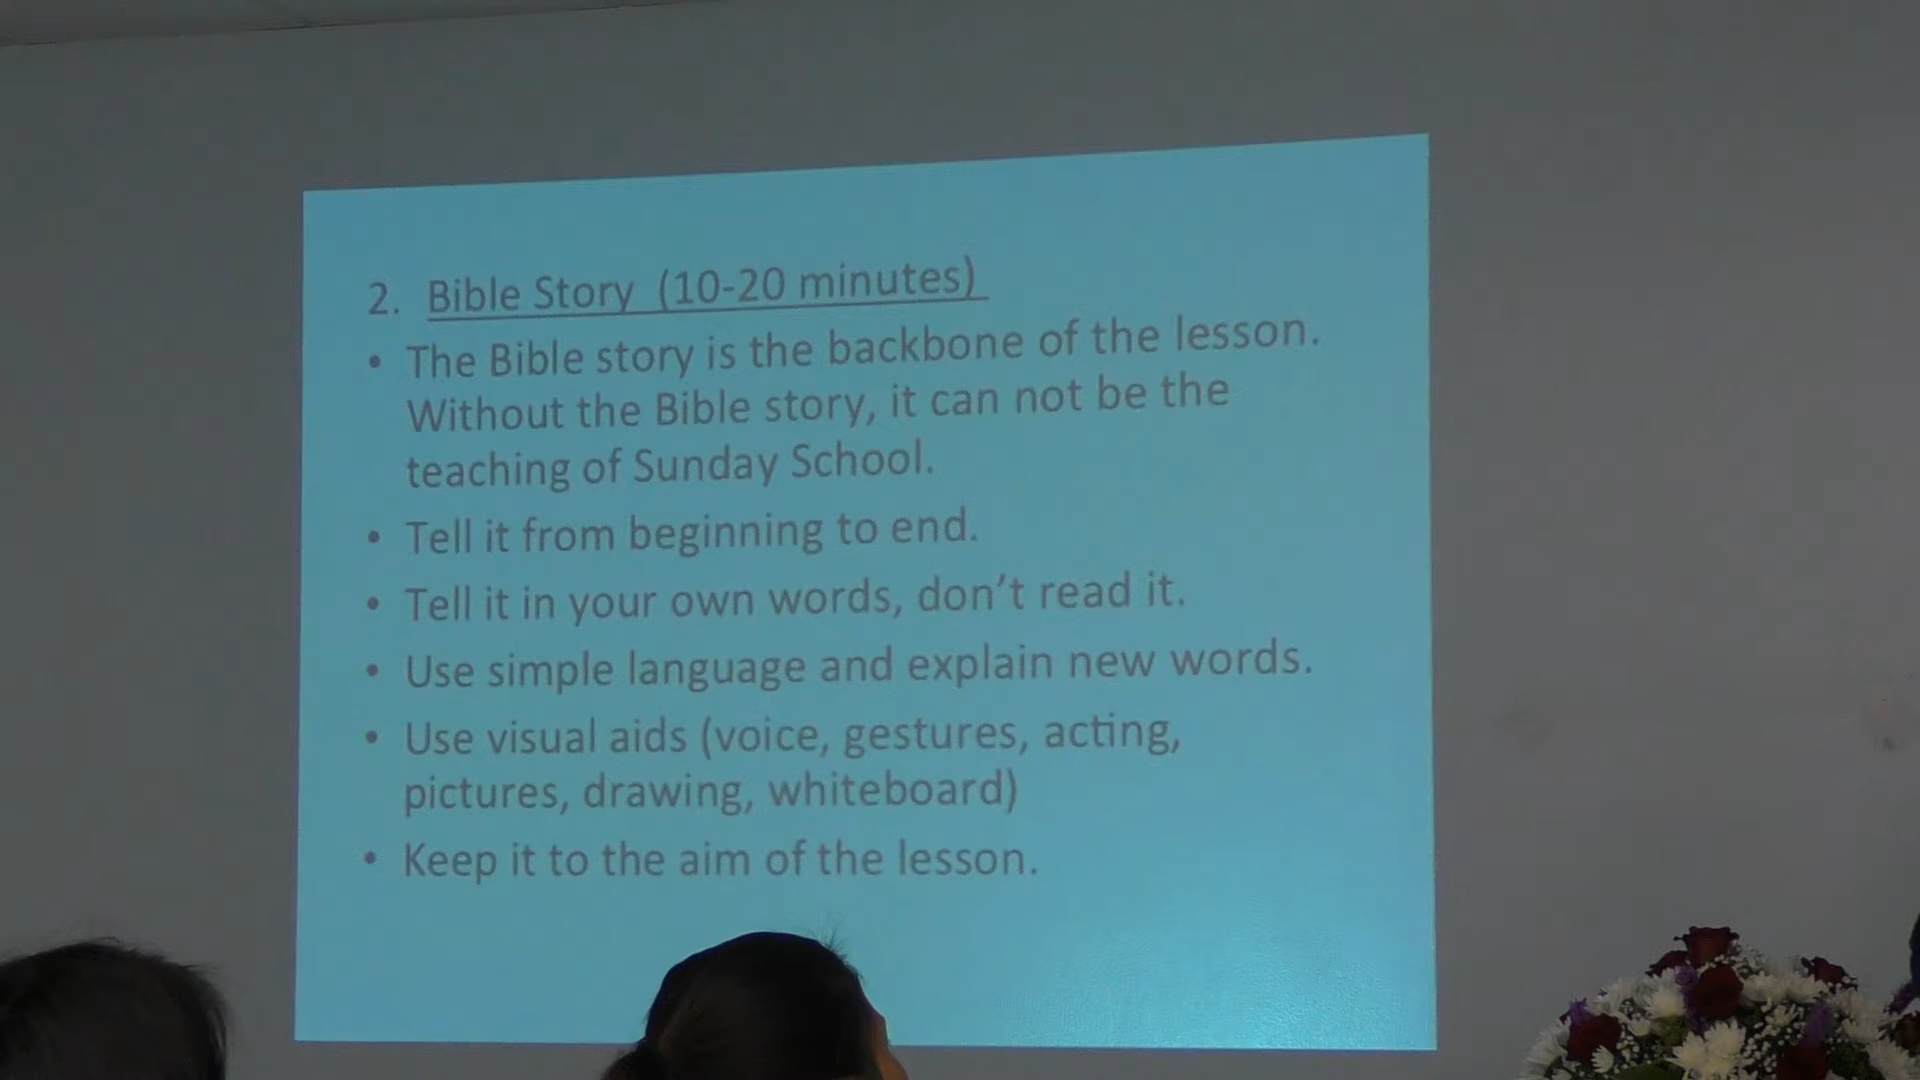 2. Bible Story (10-20 minutes)
• The Bible story is the backbone of the lesson.
Without the Bible story, it can not be the
teaching of Sunday School.
• Tell it from beginning to end.
• Tell it in your own words, don't read it.
• Use simple language and explain new words.
• Use visual aids (voice, gestures, acting,
pictures, drawing, whiteboard)
• Keep it to the aim of the lesson.